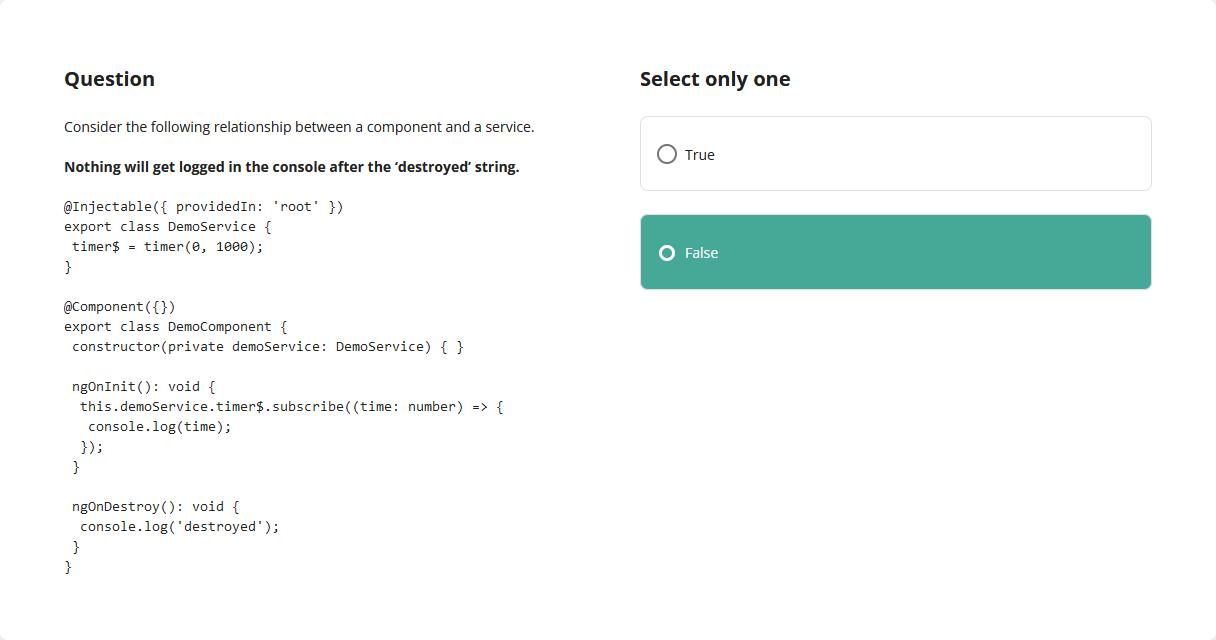 Question
Consider the following relationship between a component and a service.
Nothing will get logged in the console after the ‘destroyed’ string.
@Injectable({ providedIn: 'root' })
export class DemoService {
 timer$ = timer(0, 1000);
}
@Component({})
export class DemoComponent {
 constructor(private demoService: DemoService) { }
 ngOnInit(): void {
  this.demoService.timer$.subscribe((time: number) => {
   console.log(time);
  });
 }
 ngOnDestroy(): void {
  console.log('destroyed');
 }
}
Select only one
True
False